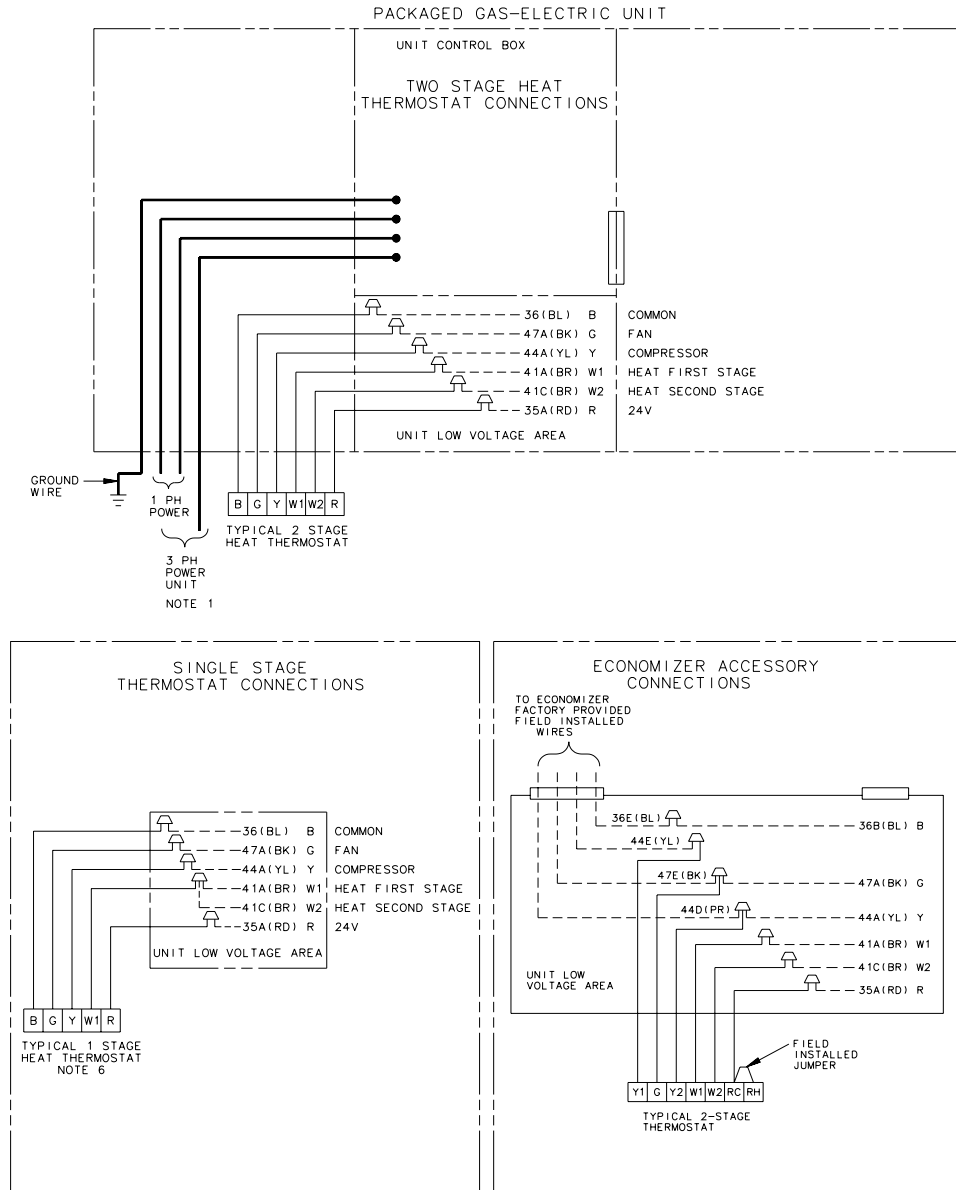 PACKAGED GAS-ELECTRIC UNIT
UNIT CONTROL BOX
TWO STAGE HEAT
THERMOSTAT CONNECTIONS
36(BL) B COMMON
47A(BK) G FAN
44A(YL) Y COMPRESSOR
41A(BR) W1 HEAT FIRST STAGE
41C(BR) W2 HEAT SECOND STAGE
35A(RD) R 24V
UNIT LOW VOLTAGE AREA
GROUND
WIRE
1 PH
POWER
B G Y W1 W2 R
TYPICAL 2 STAGE
HEAT THERMOSTAT
3 PH
POWER
UNIT
NOTE 1
SINGLE STAGE
THERMOSTAT CONNECTIONS
36(BL) B COMMON
47A(BK) G FAN
44A(YL) Y COMPRESSOR
41A(BR) W1 HEAT FIRST STAGE
41C(BR) W2 HEAT SECOND STAGE
35A(RD) R 24V
UNIT LOW VOLTAGE AREA
B G Y W1 R
TYPICAL 1 STAGE
HEAT THERMOSTAT
NOTE 6
ECONOMIZER ACCESSORY
CONNECTIONS
TO ECONOMIZER
FACTORY PROVIDED
FIELD INSTALLED
WIRES
36E(BL)
36B(BL) B
44E(YL)
47E(BK)
47A(BK) G
44D(PR)
44A(YL) Y
41A(BR) W1
41C(BR) W2
35A(RD) R
UNIT LOW
VOLTAGE AREA
FIELD
INSTALLED
JUMPER
Y1 G Y2 W1 W2 RC RH
TYPICAL 2-STAGE
THERMOSTAT